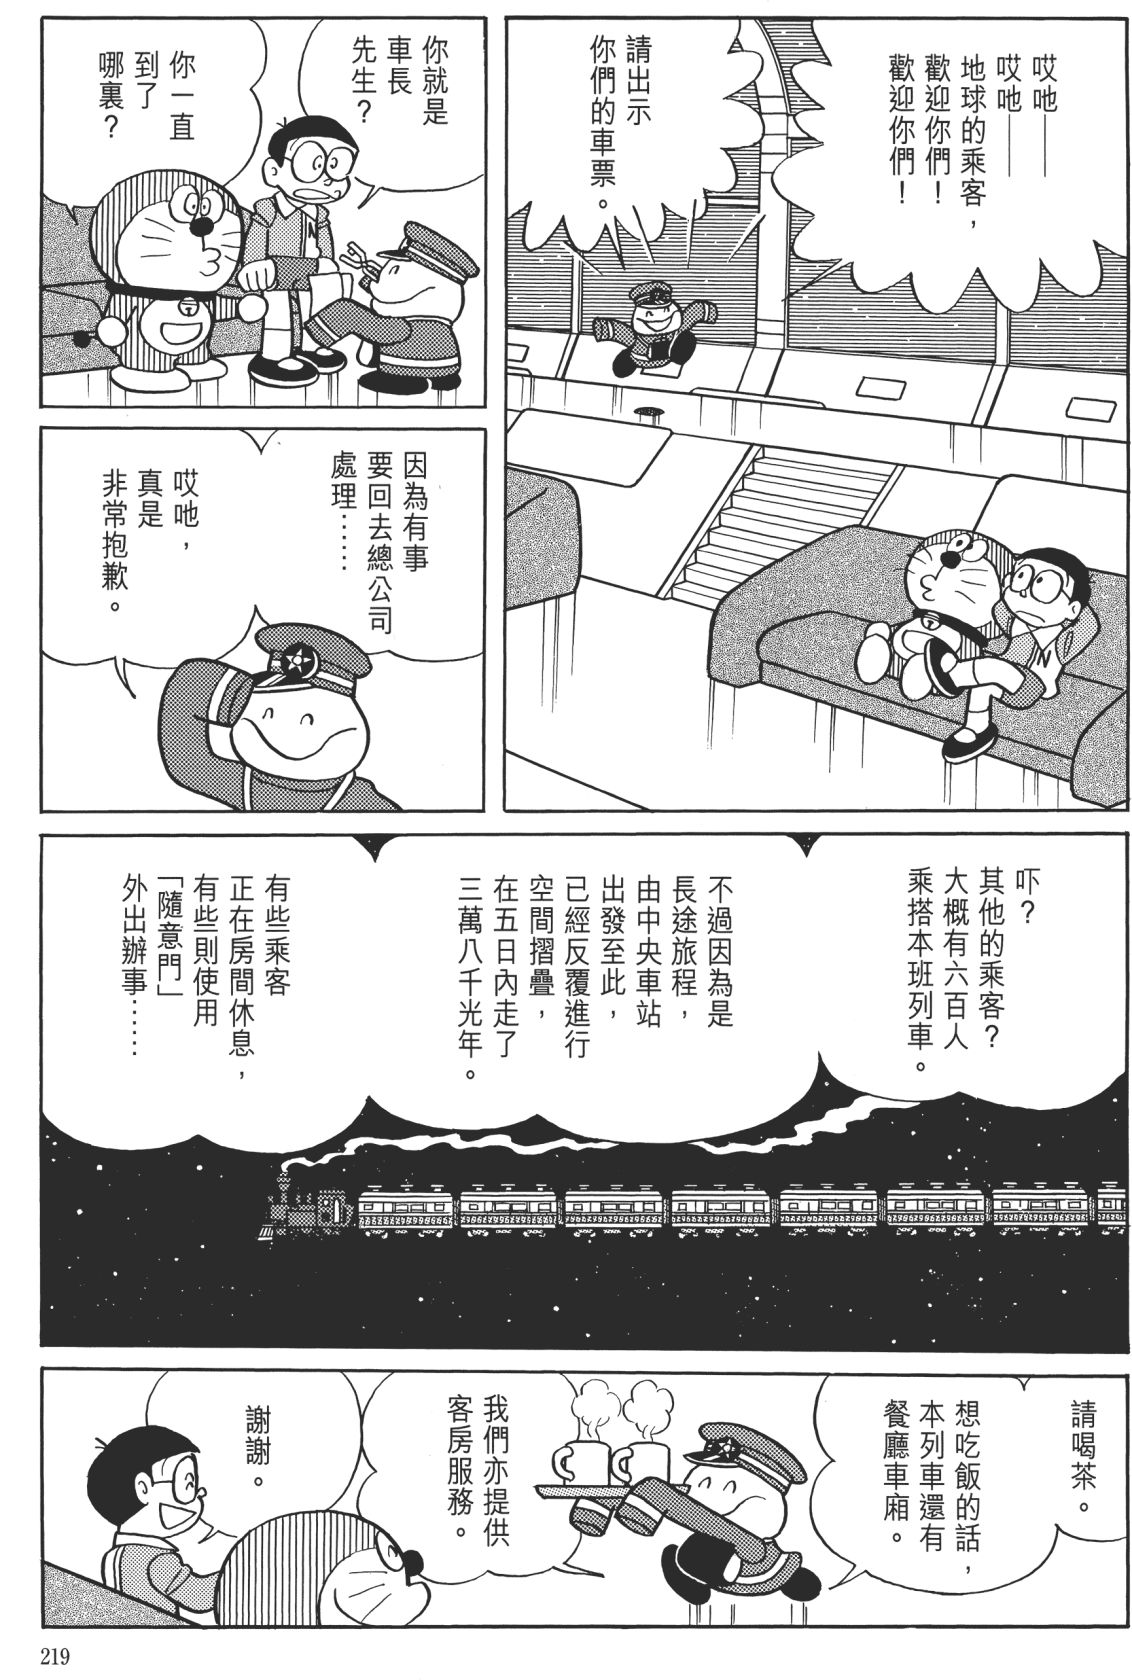 哎吔──
哎吔──
地球的乘客，
歡迎你們！
歡迎你們！
請出示
你們的車票。
你就是
車長
先生？
你一直
到了
哪裏？
因為有事
要回去總公司
處理……
哎吔，
真是
非常抱歉。
吓？
其他的乘客？
大概有六百人
乘搭本班列車。
不過因為是
長途旅程，
由中央車站
出發至此，
已經反覆進行
空間摺疊，
在五日內走了
三萬八千光年。
有些乘客
正在房間休息，
有些則使用
「隨意門」
外出辦事……
請喝茶。
想吃飯的話，
本列車還有
餐廳車廂。
我們亦提供
客房服務。
謝謝。
N
N
219